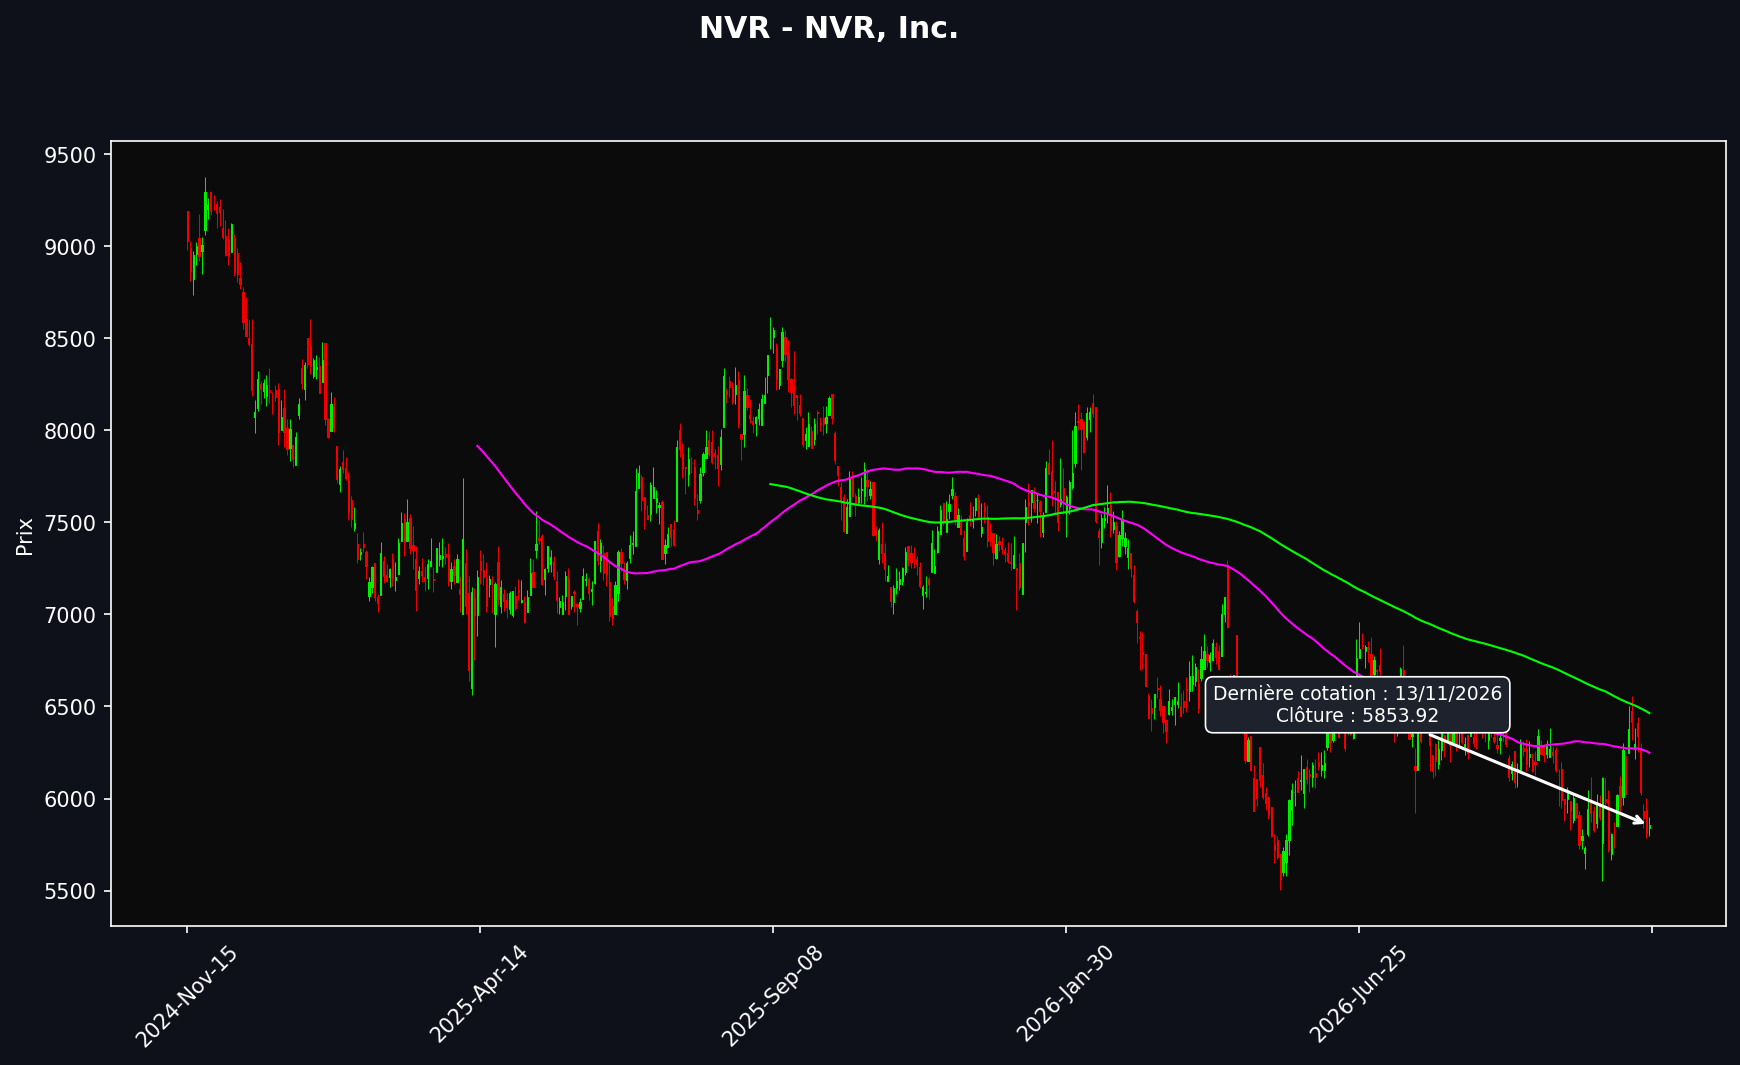 NVR - NVR, Inc.
Prix
9500
9000
8500
8000
7500
7000
6500
6000
5500
Dernière cotation : 13/11/2026
Clôture : 5853.92
2024-Nov-15
2025-Apr-14
2025-Sep-08
2026-Jan-30
2026-Jun-25